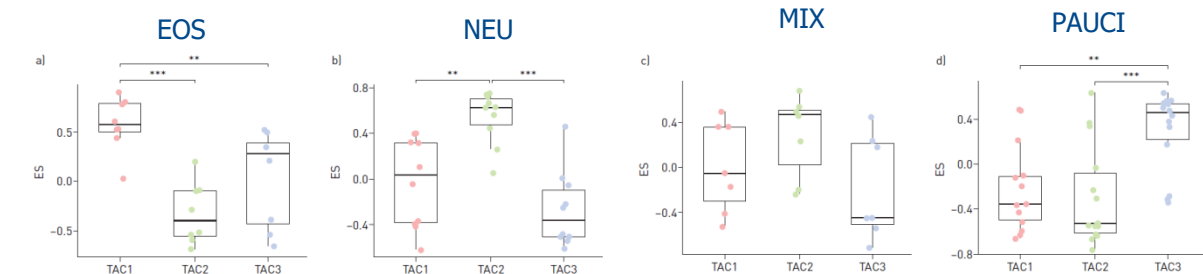 EOS
a)
**
***
ES
0.5
0.0
−0.5
TAC1 TAC2 TAC3
NEU
b)
** ***
ES
0.8
0.4
0.0
−0.4
TAC1 TAC2 TAC3
MIX
c)
ES
0.4
0.0
−0.4
TAC1 TAC2 TAC3
PAUCI
d)
**
***
ES
0.4
0.0
−0.4
−0.8
TAC1 TAC2 TAC3